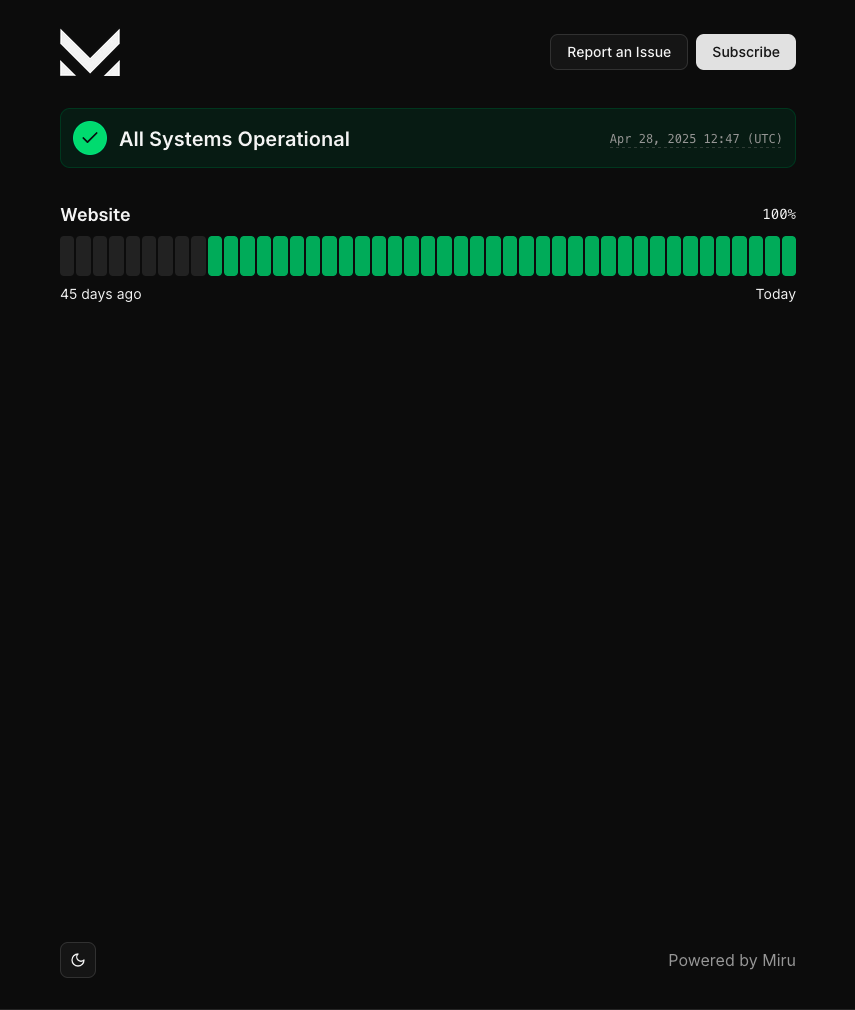 Report an Issue
Subscribe
All Systems Operational
Apr 28, 2025 12:47 (UTC)
Website
100%
45 days ago
Today
Powered by Miru